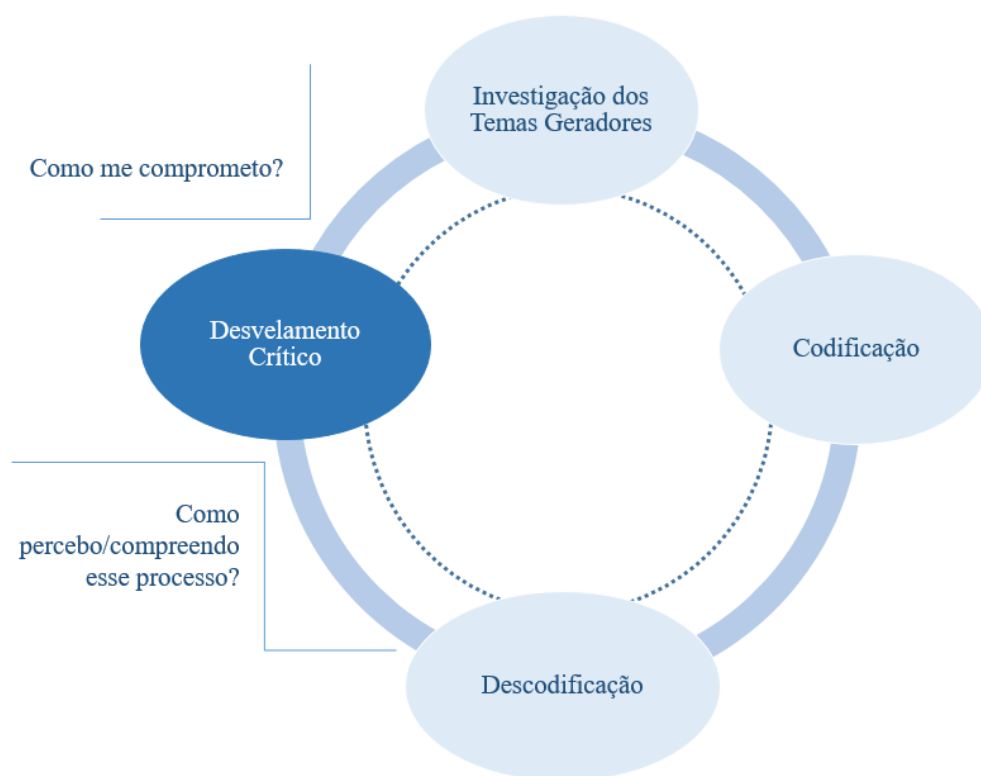 Investigação dos
Temas Geradores
Como me comprometo?
Desvelamento
Crítico
Codificação
Como
percebo/compreendo
esse processo?
Descodificação